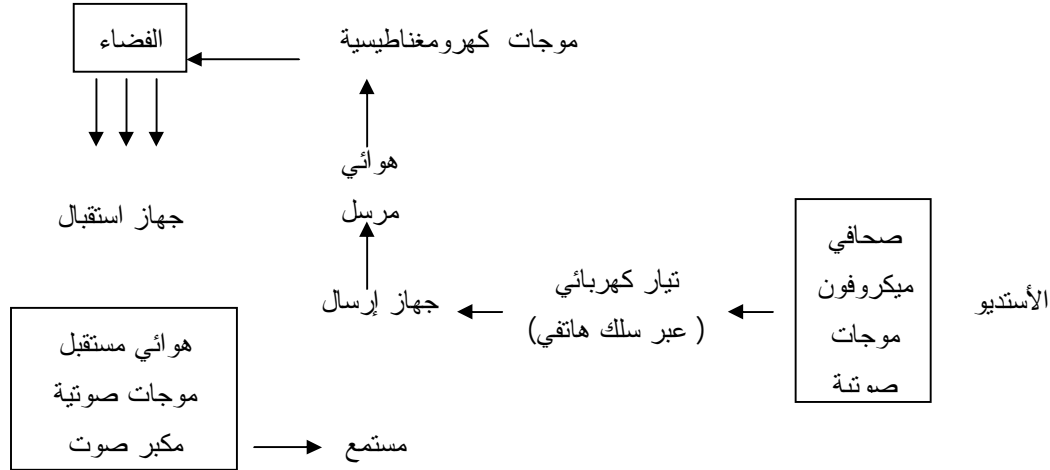 الفضاء
موجات كهرومغناطيسية
هوائي
مرسل
جهاز استقبال
صحافي
ميكروفون
موجات
صوتية
الأستديو
تيار كهربائي
( عبر سلك هاتفي)
جهاز إرسال
هوائي مستقبل
موجات صوتية
مكبر صوت
مستمع